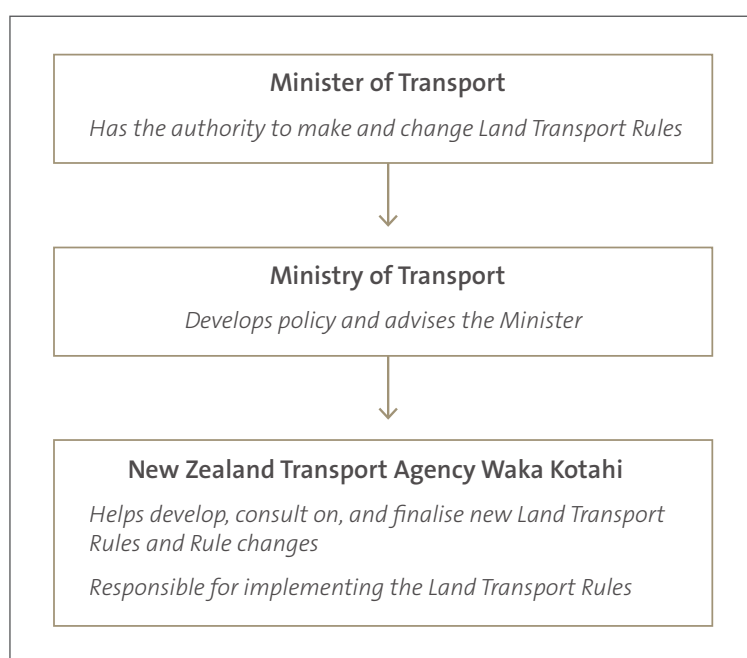 Minister of Transport
Has the authority to make and change Land Transport Rules
Ministry of Transport
Develops policy and advises the Minister
New Zealand Transport Agency Waka Kotahi
Helps develop, consult on, and finalise new Land Transport
Rules and Rule changes
Responsible for implementing the Land Transport Rules